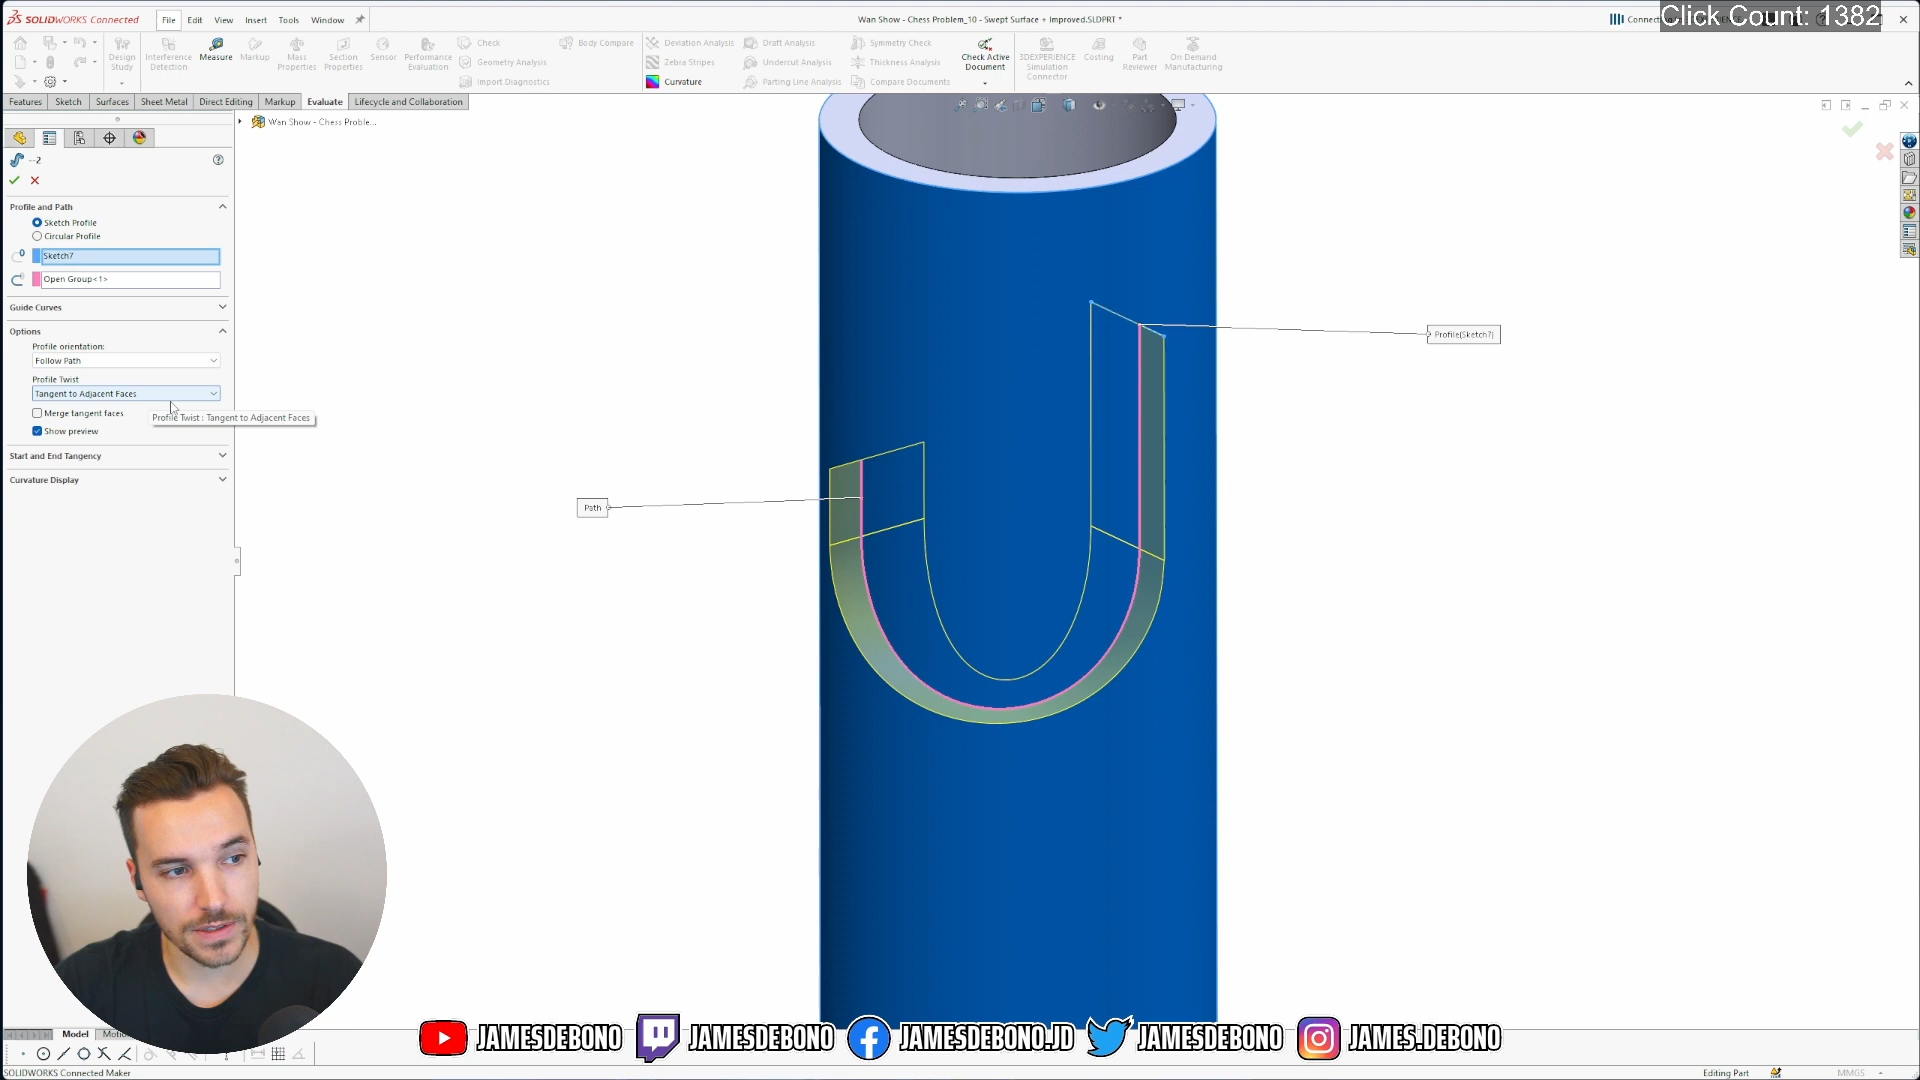 SOLIDWORKS Connected
File Edit View Insert Tools Window
Wan Show - Chess Problem_10 - Swept Surface + Improved.SLDPRT *
Click Count: 1382
Design Study
Interference Detection
Measure
Markup
Mass Properties
Section Properties
Sensor
Performance Evaluation
Check
Geometry Analysis
Import Diagnostics
Body Compare
Deviation Analysis
Zebra Stripes
Curvature
Draft Analysis
Undercut Analysis
Parting Line Analysis
Symmetry Check
Thickness Analysis
Compare Documents
Check Active Document
3DEXPERIENCE Simulation Connector
Costing
Part Reviewer
On Demand Manufacturing
Features Sketch Surfaces Sheet Metal Direct Editing Markup Evaluate Lifecycle and Collaboration
Wan Show - Chess Proble...
--2
Profile and Path
Sketch Profile
Circular Profile
Sketch7
Open Group<1>
Guide Curves
Options
Profile orientation:
Follow Path
Profile Twist
Tangent to Adjacent Faces
Merge tangent faces
Profile Twist : Tangent to Adjacent Faces
Show preview
Start and End Tangency
Curvature Display
Profile(Sketch7)
Path
Model
JAMESDEBONO JAMESDEBONO JAMESDEBONO.JD JAMESDEBONO JAMES.DEBONO
SOLIDWORKS Connected Maker
Editing Part
MMGS